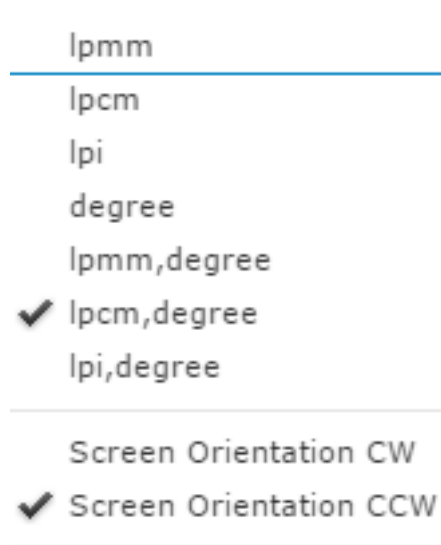 lpmm
lpcm
lpi
degree
lpmm,degree
lpcm,degree
lpi,degree
Screen Orientation CW
Screen Orientation CCW